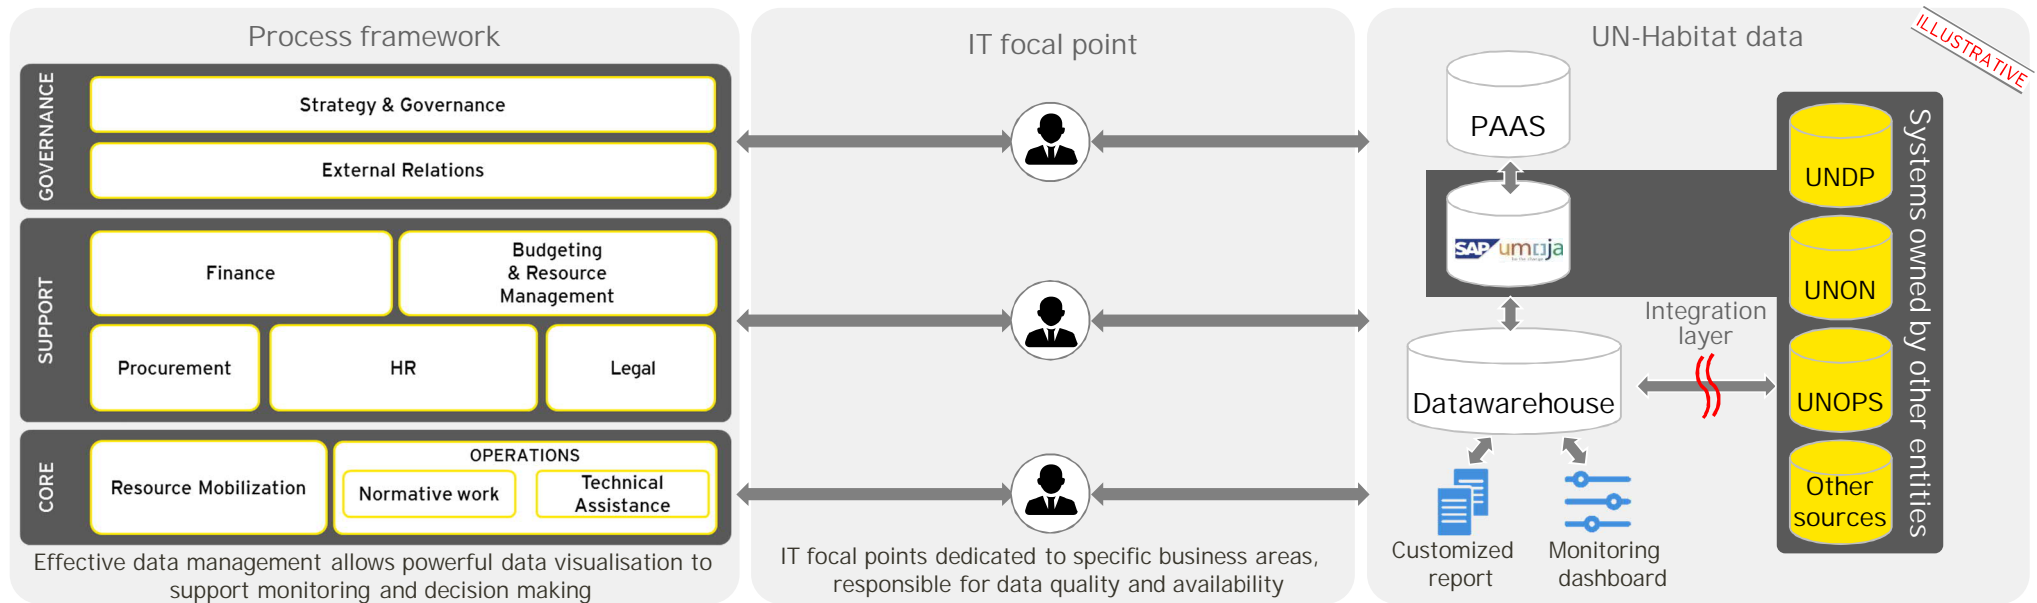 Process framework
GOVERNANCE
Strategy & Governance
External Relations
SUPPORT
Finance
Budgeting
& Resource
Management
Procurement
HR
Legal
CORE
Resource Mobilization
OPERATIONS
Normative work
Technical
Assistance
Effective data management allows powerful data visualisation to
support monitoring and decision making
IT focal point
IT focal points dedicated to specific business areas,
responsible for data quality and availability
UN-Habitat data
ILLUSTRATIVE
PAAS
SAP umoja
Datawarehouse
Integration
layer
Customized
report
Monitoring
dashboard
UNDP
UNON
UNOPS
Other
sources
Systems owned by other entities